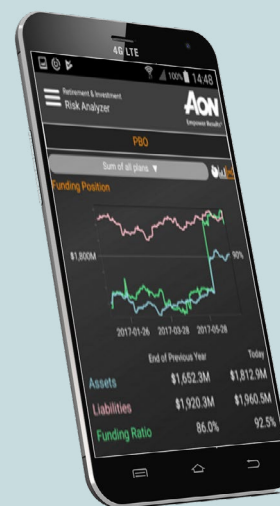 4G LTE
100% 14:48
Retirement & Investment
Risk Analyzer
AON
Empower Results®
PBO
Sum of all plans ▼
Funding Position
$1,800M
90%
2017-01-26 2017-03-28 2017-05-28
End of Previous Year Today
Assets $1,652.3M $1,812.9M
Liabilities $1,920.3M $1,960.5M
Funding Ratio 86.0% 92.5%